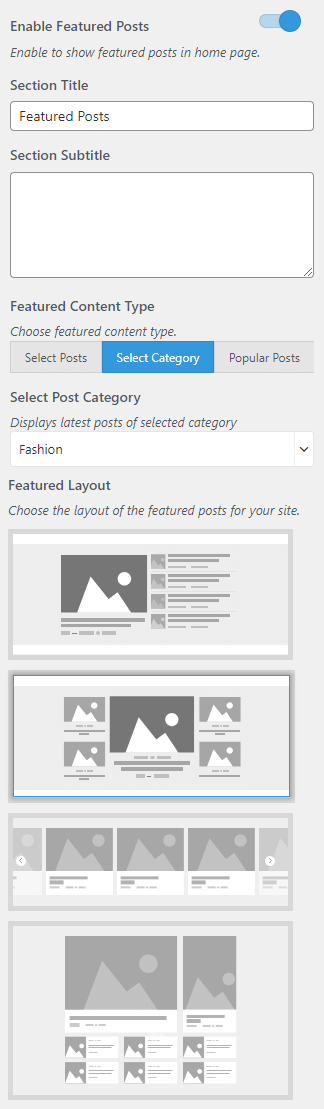 Enable Featured Posts
Enable to show featured posts in home page.
Section Title
Featured Posts
Section Subtitle
Featured Content Type
Choose featured content type.
Select Posts Select Category Popular Posts
Select Post Category
Displays latest posts of selected category
Fashion
Featured Layout
Choose the layout of the featured posts for your site.